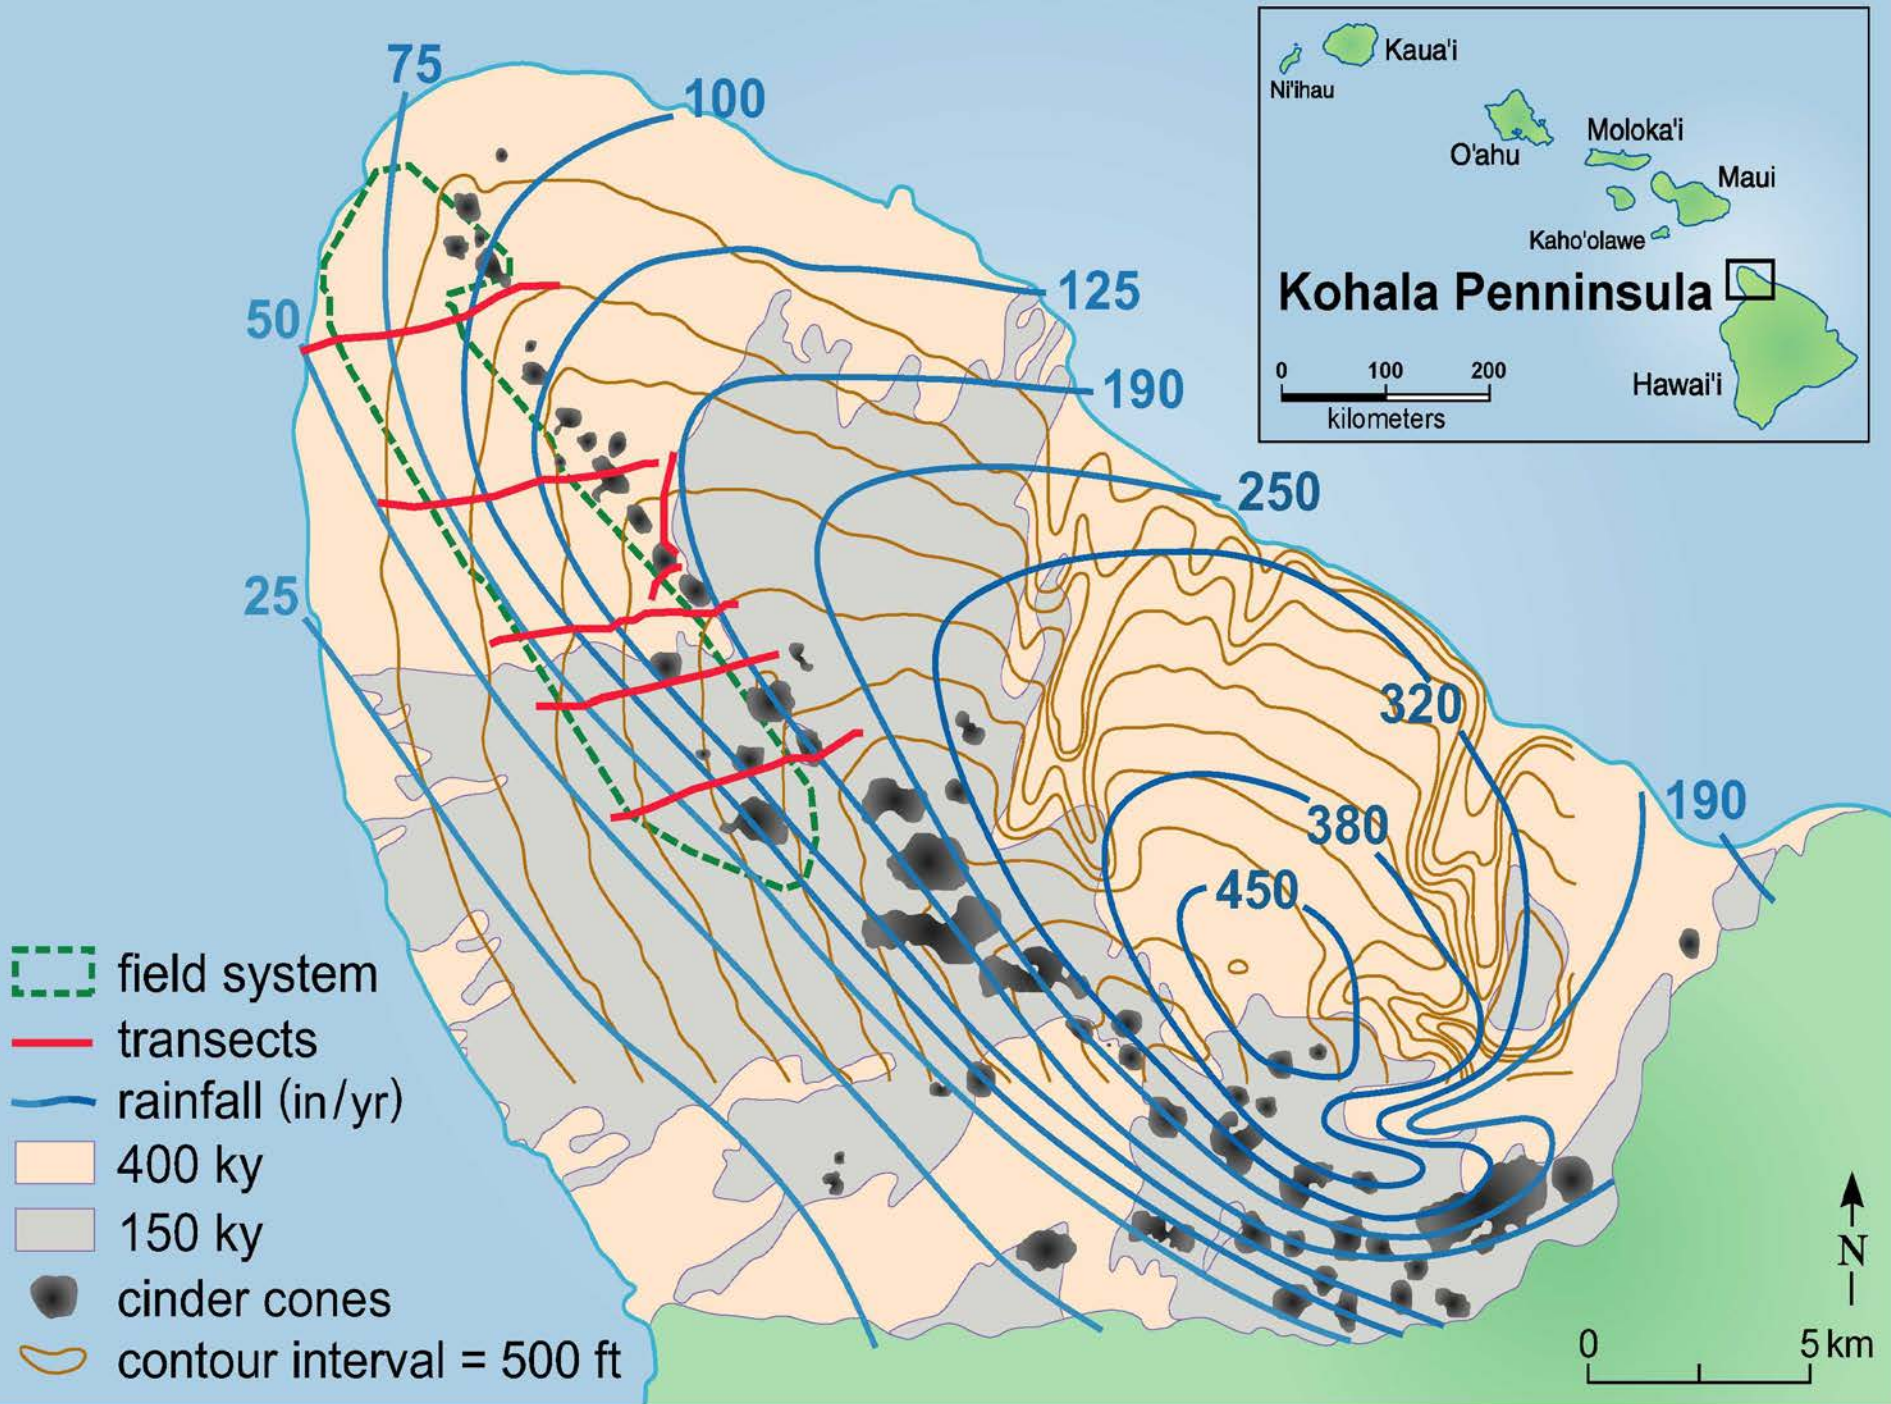 75
100
50
125
190
25
250
320
380
450
190
Kaua'i
Ni'ihau
O'ahu
Moloka'i
Maui
Kaho'olawe
Kohala Penninsula
Hawai'i
0 100 200
kilometers
field system
transects
rainfall (in/yr)
400 ky
150 ky
cinder cones
contour interval = 500 ft
N
0 5 km